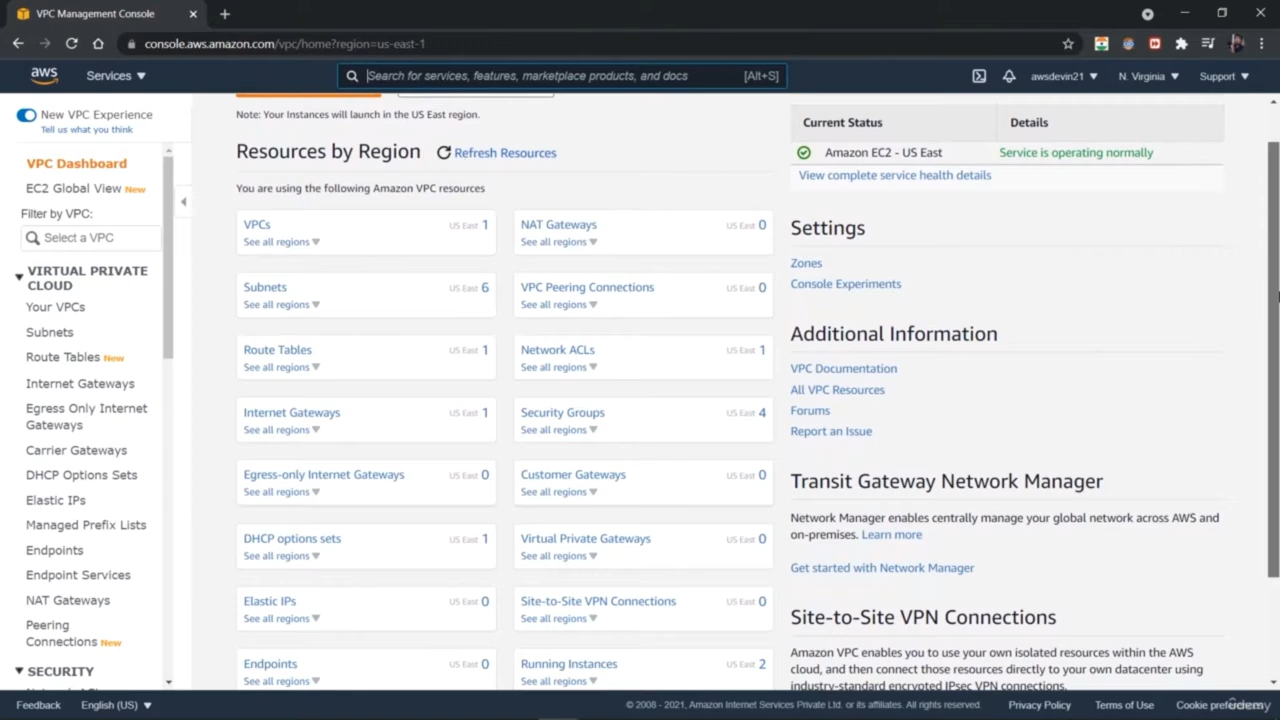 VPC Management Console
console.aws.amazon.com/vpc/home?region=us-east-1
aws
Services
Search for services, features, marketplace products, and docs
[Alt+S]
awsdevin21
N. Virginia
Support
New VPC Experience
Tell us what you think
VPC Dashboard
EC2 Global View New
Filter by VPC:
Select a VPC
VIRTUAL PRIVATE
CLOUD
Your VPCs
Subnets
Route Tables New
Internet Gateways
Egress Only Internet
Gateways
Carrier Gateways
DHCP Options Sets
Elastic IPs
Managed Prefix Lists
Endpoints
Endpoint Services
NAT Gateways
Peering
Connections New
SECURITY
Note: Your Instances will launch in the US East region.
Resources by Region
Refresh Resources
You are using the following Amazon VPC resources
VPCs US East 1
See all regions
NAT Gateways US East 0
See all regions
Subnets US East 6
See all regions
VPC Peering Connections US East 0
See all regions
Route Tables US East 1
See all regions
Network ACLs US East 1
See all regions
Internet Gateways US East 1
See all regions
Security Groups US East 4
See all regions
Egress-only Internet Gateways US East 0
See all regions
Customer Gateways US East 0
See all regions
DHCP options sets US East 1
See all regions
Virtual Private Gateways US East 0
See all regions
Elastic IPs US East 0
See all regions
Site-to-Site VPN Connections US East 0
See all regions
Endpoints US East 0
See all regions
Running Instances US East 2
See all regions
Current Status Details
Amazon EC2 - US East Service is operating normally
View complete service health details
Settings
Zones
Console Experiments
Additional Information
VPC Documentation
All VPC Resources
Forums
Report an Issue
Transit Gateway Network Manager
Network Manager enables centrally manage your global network across AWS and
on-premises. Learn more
Get started with Network Manager
Site-to-Site VPN Connections
Amazon VPC enables you to use your own isolated resources within the AWS
cloud, and then connect those resources directly to your own datacenter using
industry-standard encrypted IPsec VPN connections.
Feedback
English (US)
© 2008 - 2021, Amazon Internet Services Private Ltd. or its affiliates. All rights reserved.
Privacy Policy
Terms of Use
Cookie preferences
udemy